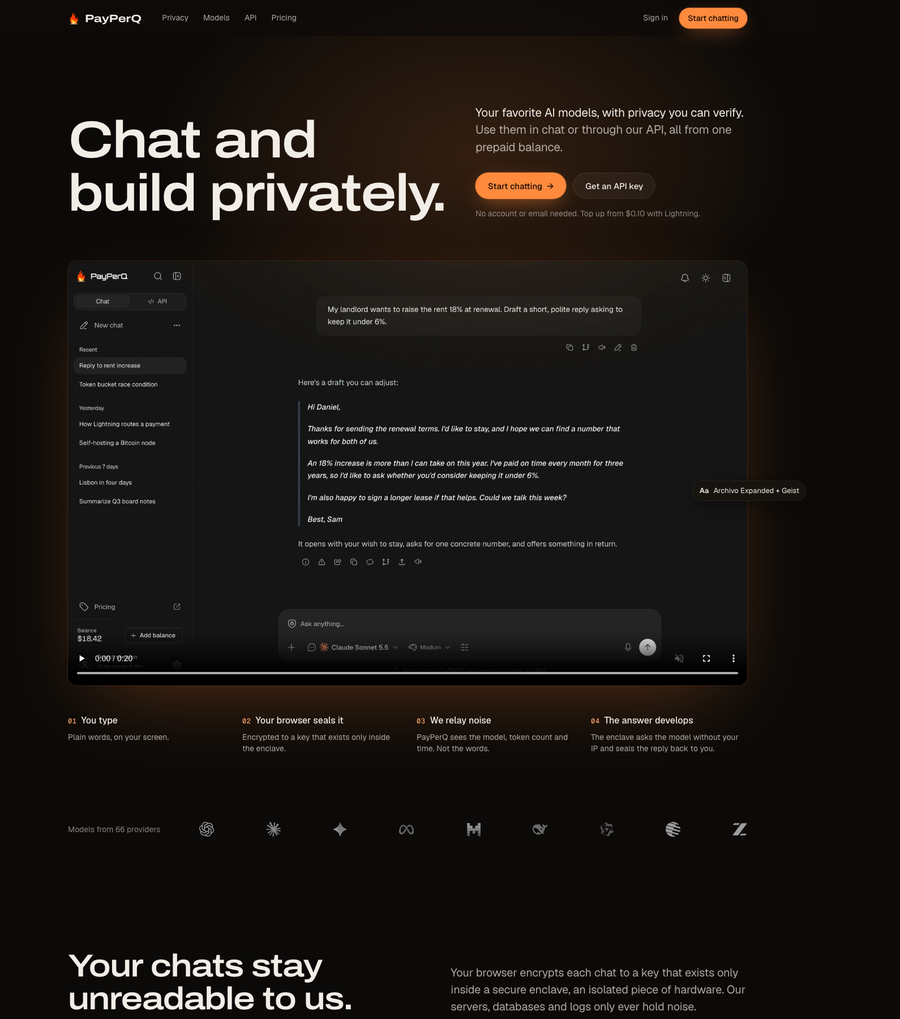 PayPerQ
Privacy
Models
API
Pricing
Sign in
Start chatting
Chat and
build privately.
Your favorite AI models, with privacy you can verify.
Use them in chat or through our API, all from one
prepaid balance.
Start chatting →
Get an API key
No account or email needed. Top up from $0.10 with Lightning.
PayPerQ
Chat
API
New chat
Recent
Reply to rent increase
Token bucket race condition
Yesterday
How Lightning routes a payment
Self-hosting a Bitcoin node
Previous 7 days
Lisbon in four days
Summarize Q3 board notes
Pricing
Balance
$18.42
+ Add balance
My landlord wants to raise the rent 18% at renewal. Draft a short, polite reply asking to
keep it under 6%.
Here's a draft you can adjust:
Hi Daniel,
Thanks for sending the renewal terms. I'd like to stay, and I hope we can find a number that
works for both of us.
An 18% increase is more than I can take on this year. I've paid on time every month for three
years, so I'd like to ask whether you'd consider keeping it under 6%.
I'm also happy to sign a longer lease if that helps. Could we talk this week?
Best, Sam
It opens with your wish to stay, asks for one concrete number, and offers something in return.
Ask anything...
Claude Sonnet 5.5
Medium
0:00 / 0:20
Aa Archivo Expanded + Geist
01 You type
Plain words, on your screen.
02 Your browser seals it
Encrypted to a key that exists only inside
the enclave.
03 We relay noise
PayPerQ sees the model, token count and
time. Not the words.
04 The answer develops
The enclave asks the model without your
IP and seals the reply back to you.
Models from 66 providers
Your chats stay
unreadable to us.
Your browser encrypts each chat to a key that exists only
inside a secure enclave, an isolated piece of hardware. Our
servers, databases and logs only ever hold noise.